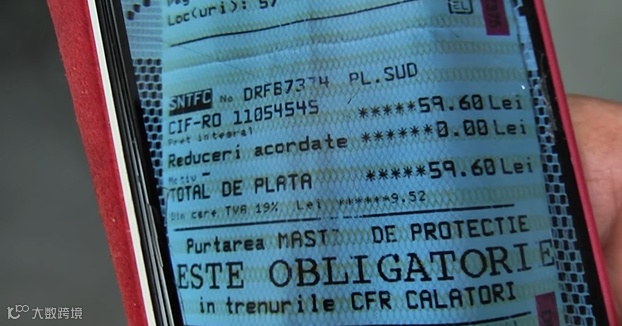 Loc(uri): 57
SNTFC No DRF67374 PL.SUD
CIF-RO 11054545
Pret integral *****59.60 Lei
Reduceri acordate ******0.00 Lei
Motiv -
TOTAL DE PLATA *****59.60 Lei
Din care TVA 19% Lei ******9.52
Purtarea DE PROTECTIE
ESTE OBLIGATORIE
in trenurile CFR CALATORI
大数跨境